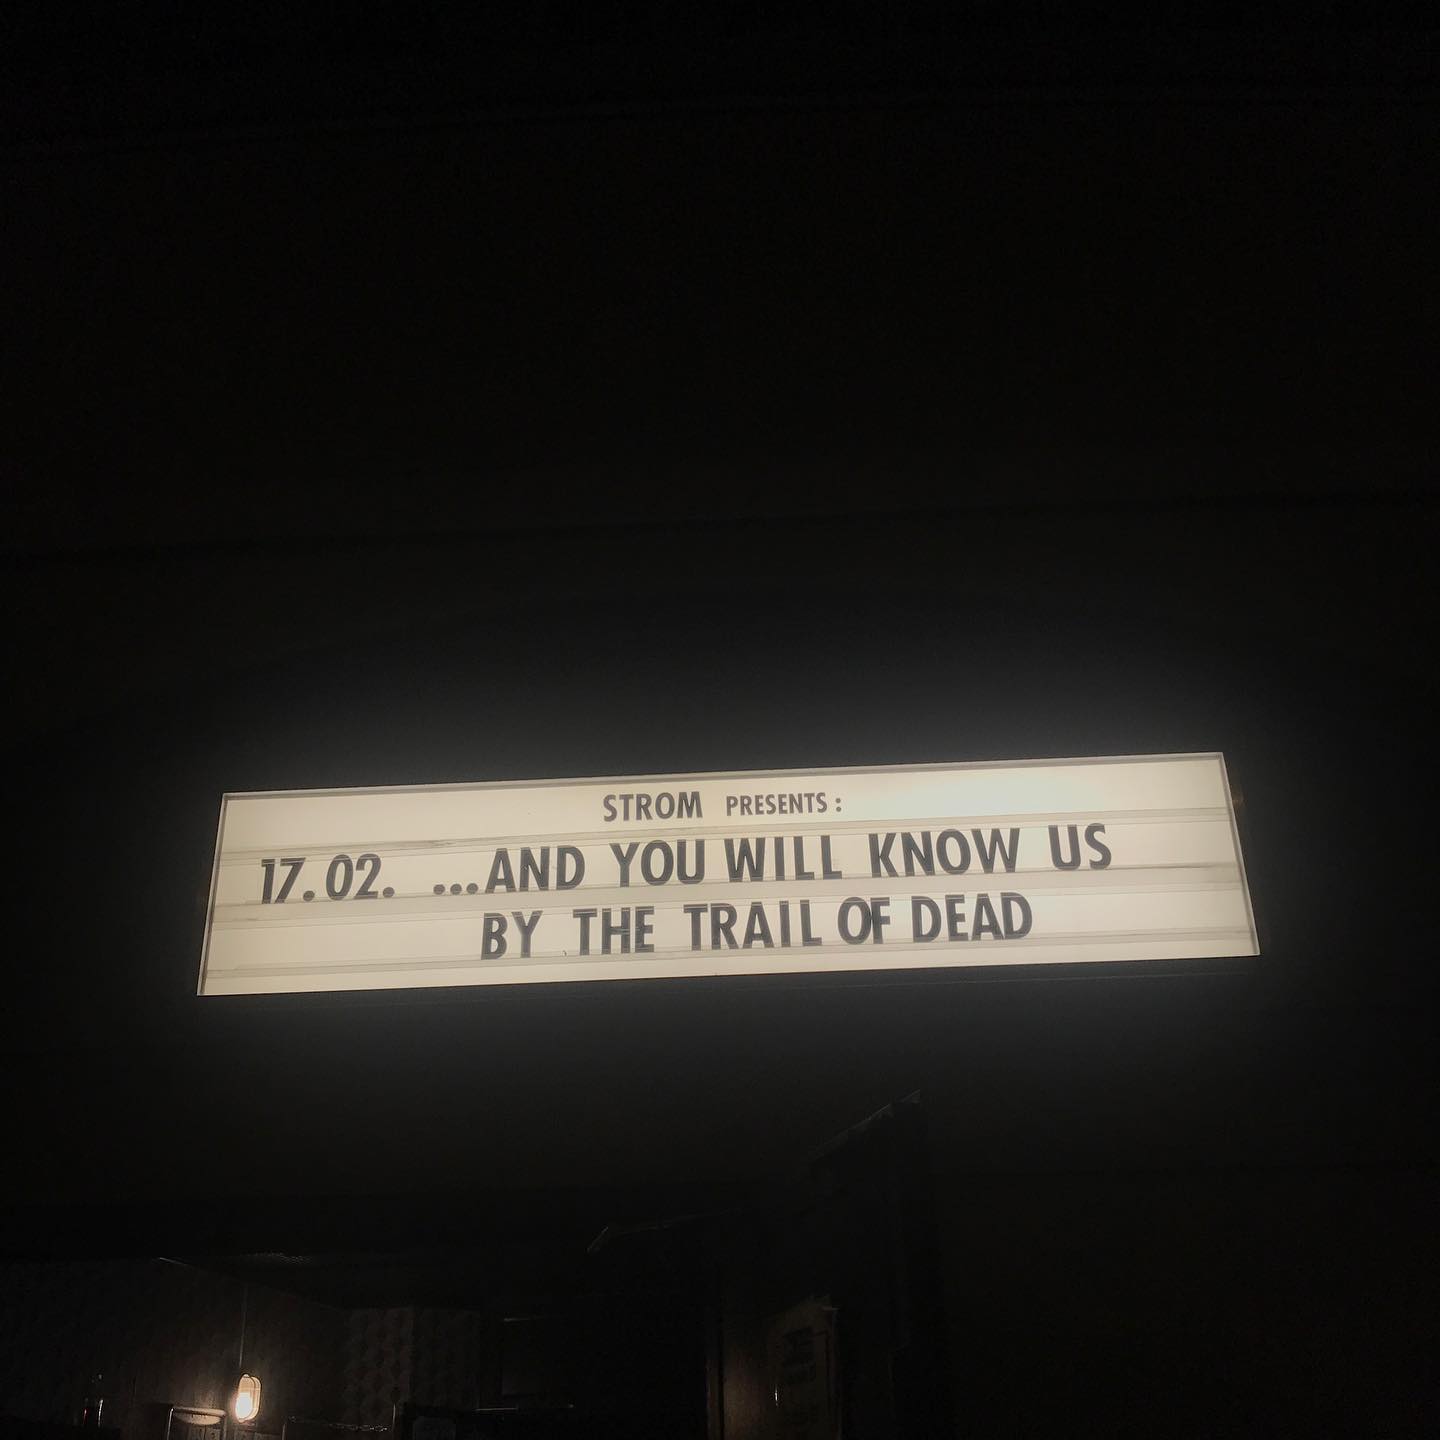 STROM PRESENTS:
17.02. ...AND YOU WILL KNOW US
BY THE TRAIL OF DEAD